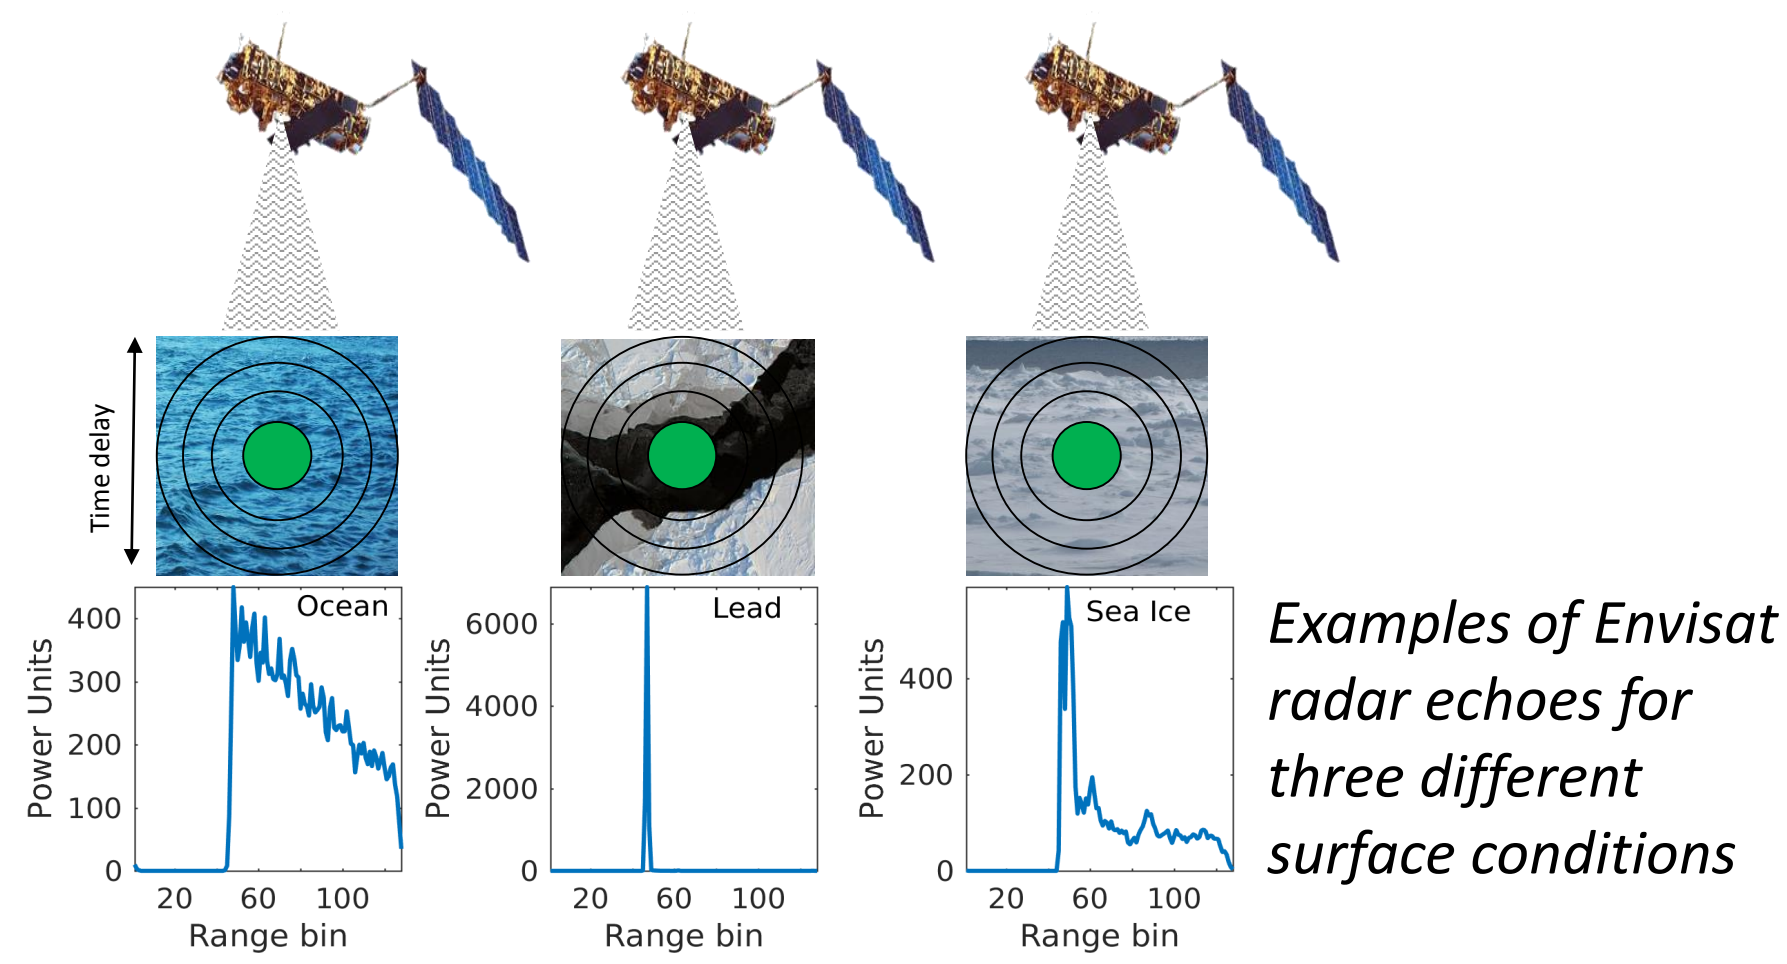 Time delay
Ocean
400
300
200
100
0
Power Units
20 60 100
Range bin
Lead
6000
4000
2000
0
Power Units
20 60 100
Range bin
Sea Ice
400
200
0
Power Units
20 60 100
Range bin
Examples of Envisat
radar echoes for
three different
surface conditions